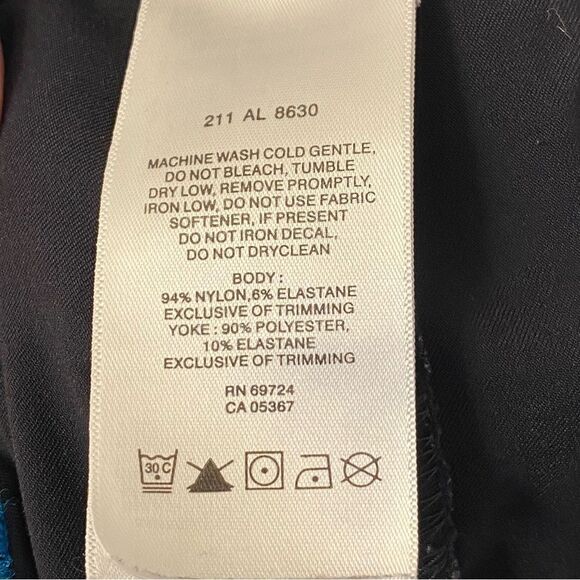 211 AL 8630
MACHINE WASH COLD GENTLE,
DO NOT BLEACH, TUMBLE
DRY LOW, REMOVE PROMPTLY,
IRON LOW, DO NOT USE FABRIC
SOFTENER, IF PRESENT
DO NOT IRON DECAL,
DO NOT DRYCLEAN
BODY :
94% NYLON,6% ELASTANE
EXCLUSIVE OF TRIMMING
YOKE : 90% POLYESTER,
10% ELASTANE
EXCLUSIVE OF TRIMMING
RN 69724
CA 05367
30 C